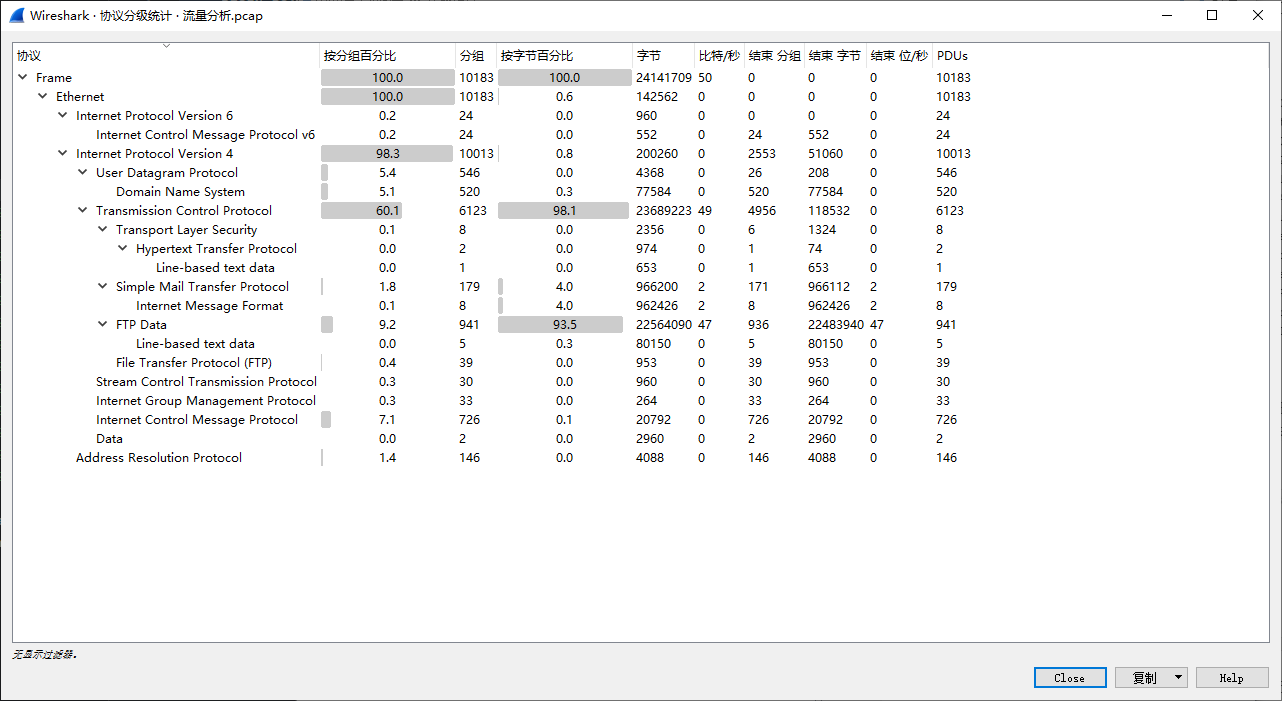 Wireshark · 协议分级统计 · 流量分析.pcap
协议 按分组百分比 分组 按字节百分比 字节 比特/秒 结束 分组 结束 字节 结束 位/秒 PDUs
Frame 100.0 10183 100.0 24141709 50 0 0 0 10183
Ethernet 100.0 10183 0.6 142562 0 0 0 0 10183
Internet Protocol Version 6 0.2 24 0.0 960 0 0 0 0 24
Internet Control Message Protocol v6 0.2 24 0.0 552 0 24 552 0 24
Internet Protocol Version 4 98.3 10013 0.8 200260 0 2553 51060 0 10013
User Datagram Protocol 5.4 546 0.0 4368 0 26 208 0 546
Domain Name System 5.1 520 0.3 77584 0 520 77584 0 520
Transmission Control Protocol 60.1 6123 98.1 23689223 49 4956 118532 0 6123
Transport Layer Security 0.1 8 0.0 2356 0 6 1324 0 8
Hypertext Transfer Protocol 0.0 2 0.0 974 0 1 74 0 2
Line-based text data 0.0 1 0.0 653 0 1 653 0 1
Simple Mail Transfer Protocol 1.8 179 4.0 966200 2 171 966112 2 179
Internet Message Format 0.1 8 4.0 962426 2 8 962426 2 8
FTP Data 9.2 941 93.5 22564090 47 936 22483940 47 941
Line-based text data 0.0 5 0.3 80150 0 5 80150 0 5
File Transfer Protocol (FTP) 0.4 39 0.0 953 0 39 953 0 39
Stream Control Transmission Protocol 0.3 30 0.0 960 0 30 960 0 30
Internet Group Management Protocol 0.3 33 0.0 264 0 33 264 0 33
Internet Control Message Protocol 7.1 726 0.1 20792 0 726 20792 0 726
Data 0.0 2 0.0 2960 0 2 2960 0 2
Address Resolution Protocol 1.4 146 0.0 4088 0 146 4088 0 146
无显示过滤器。
Close 复制 Help